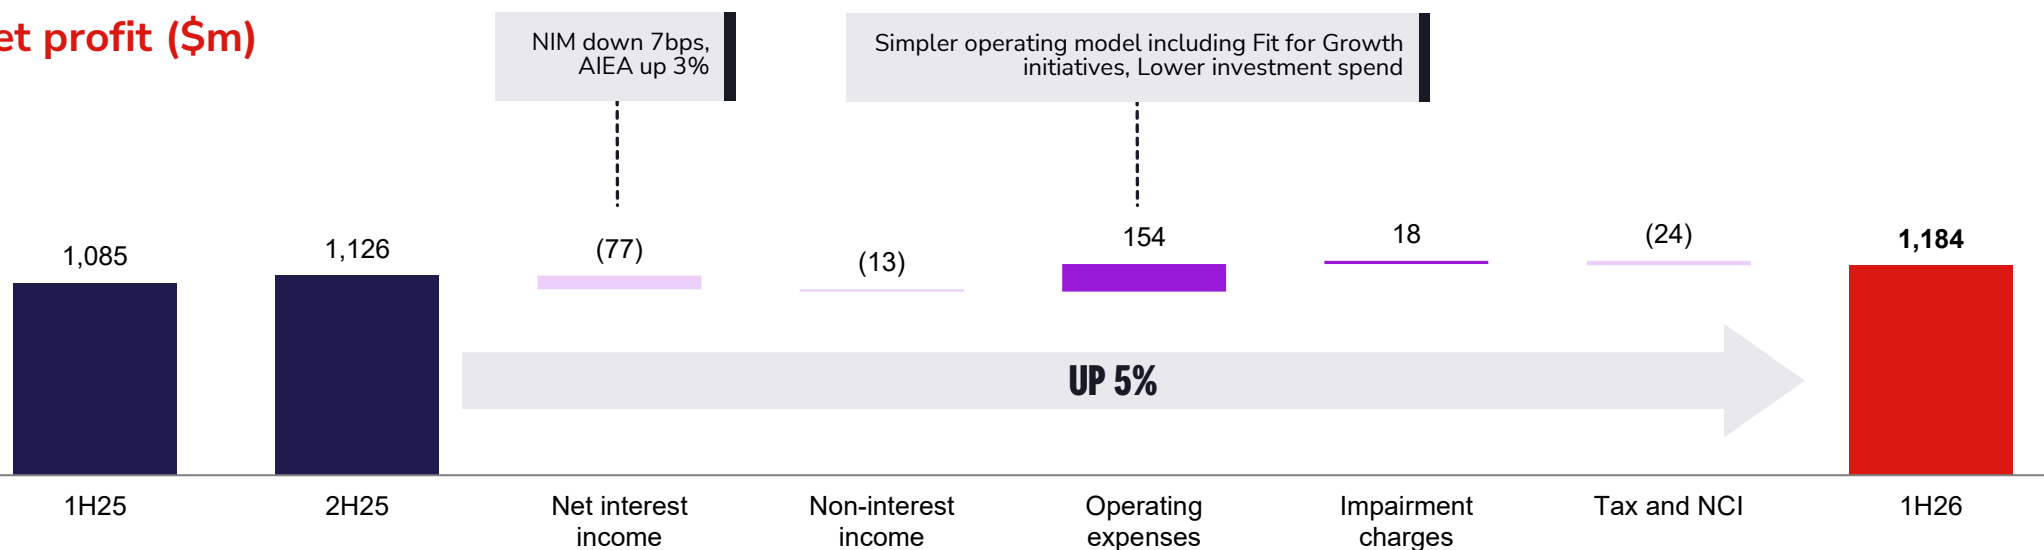 et profit ($m)
NIM down 7bps,
AIEA up 3%
Simpler operating model including Fit for Growth
initiatives, Lower investment spend
1,085
1,126
(77)
(13)
154
18
(24)
1,184
UP 5%
1H25
2H25
Net interest
income
Non-interest
income
Operating
expenses
Impairment
charges
Tax and NCI
1H26